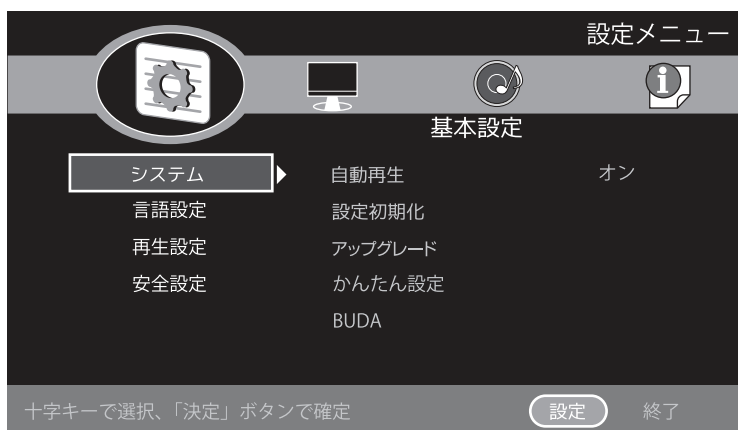 設定メニュー
基本設定
システム
自動再生 オン
言語設定
設定初期化
再生設定
アップグレード
安全設定
かんたん設定
BUDA
十字キーで選択、「決定」ボタンで確定 設定 終了